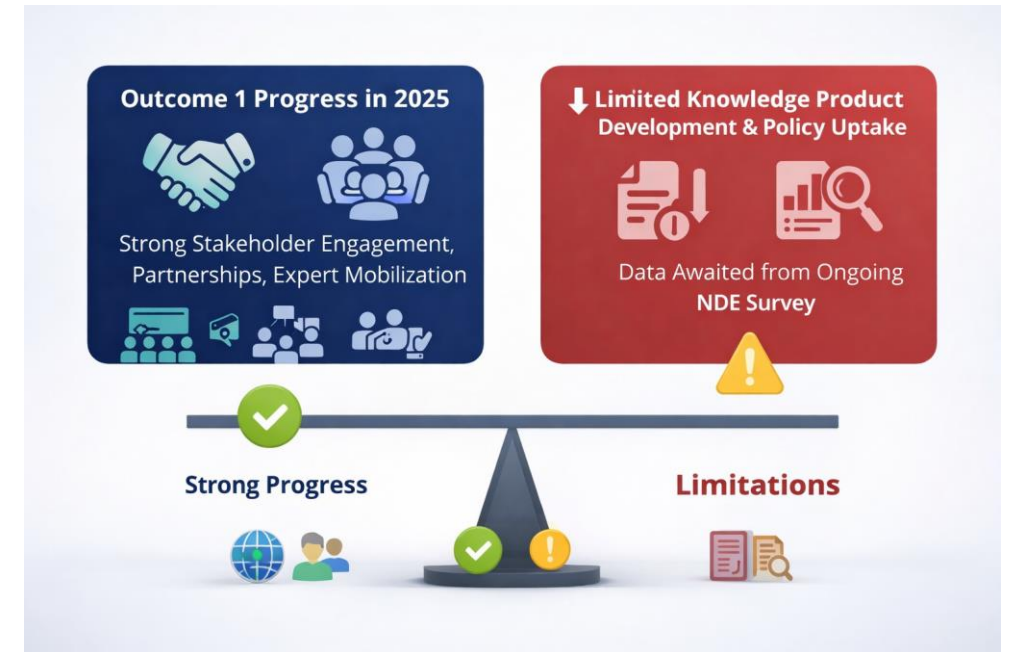 Outcome 1 Progress in 2025
Strong Stakeholder Engagement,
Partnerships, Expert Mobilization
Limited Knowledge Product
Development & Policy Uptake
Data Awaited from Ongoing
NDE Survey
Strong Progress
Limitations